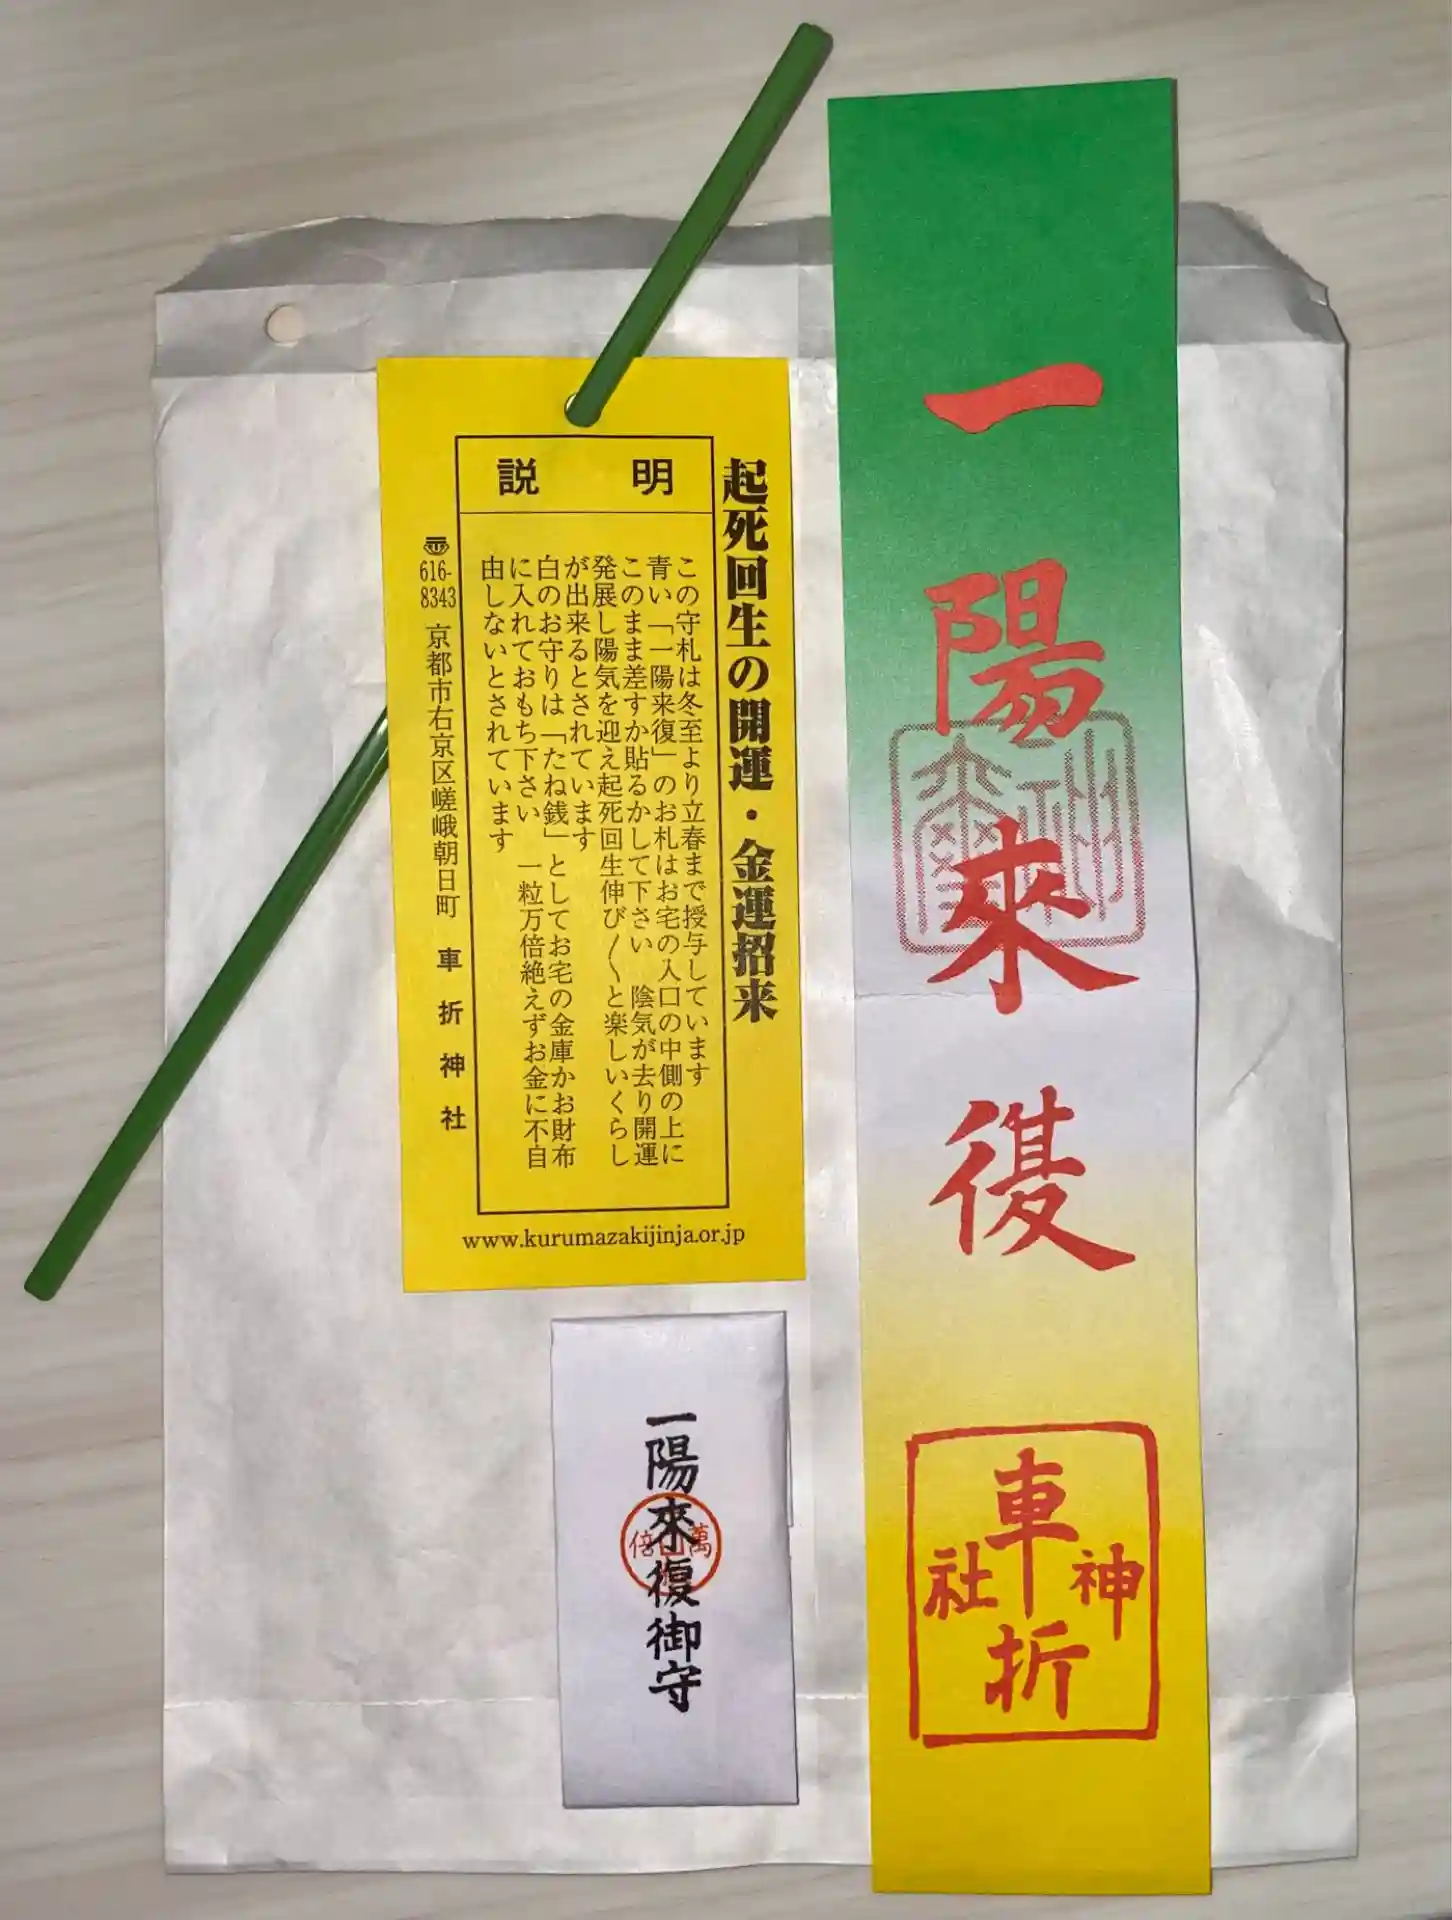 一陽來復
車折
神社
起死回生の開運・金運招来
説明
この守札は冬至より立春まで授与しています
青い「一陽来復」のお札はお宅の入口の中側の上に
このまま差すか貼るかして下さい 陰気が去り開運
発展し陽気を迎え起死回生伸び〱と楽しいくらし
が出来るとされています
白のお守りは「たね銭」としてお宅の金庫かお財布
に入れておもち下さい 一粒万倍絶えずお金に不自
由しないとされています
〠616-8343 京都市右京区嵯峨朝日町 車折神社
www.kurumazakijinja.or.jp
一陽來復御守
萬倍